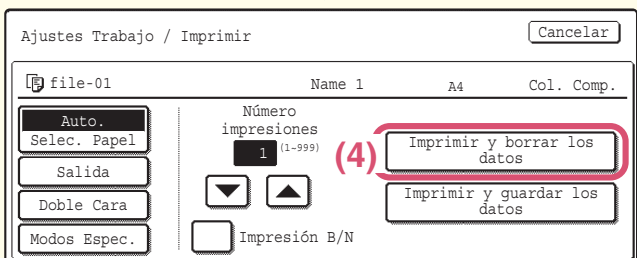 Ajustes Trabajo / Imprimir
Cancelar
file-01 Name 1 A4 Col. Comp.
Auto.
Selec. Papel
Salida
Doble Cara
Modos Espec.
Número
impresiones
1 (1-999)
Impresión B/N
(4)
Imprimir y borrar los
datos
Imprimir y guardar los
datos